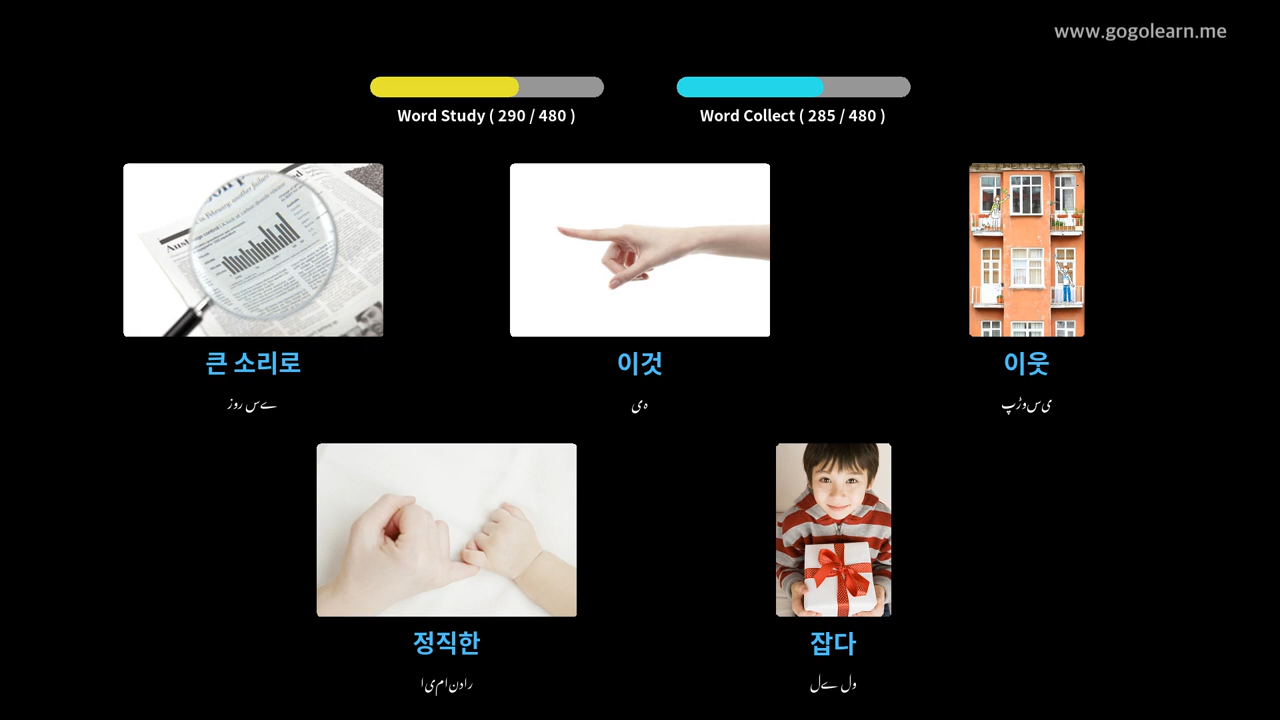 www.gogolearn.me
Word Study ( 290 / 480 )
Word Collect ( 285 / 480 )
큰 소리로
زور سے
이것
یہ
이웃
پڑوسی
정직한
ایماندار
잡다
لے لو